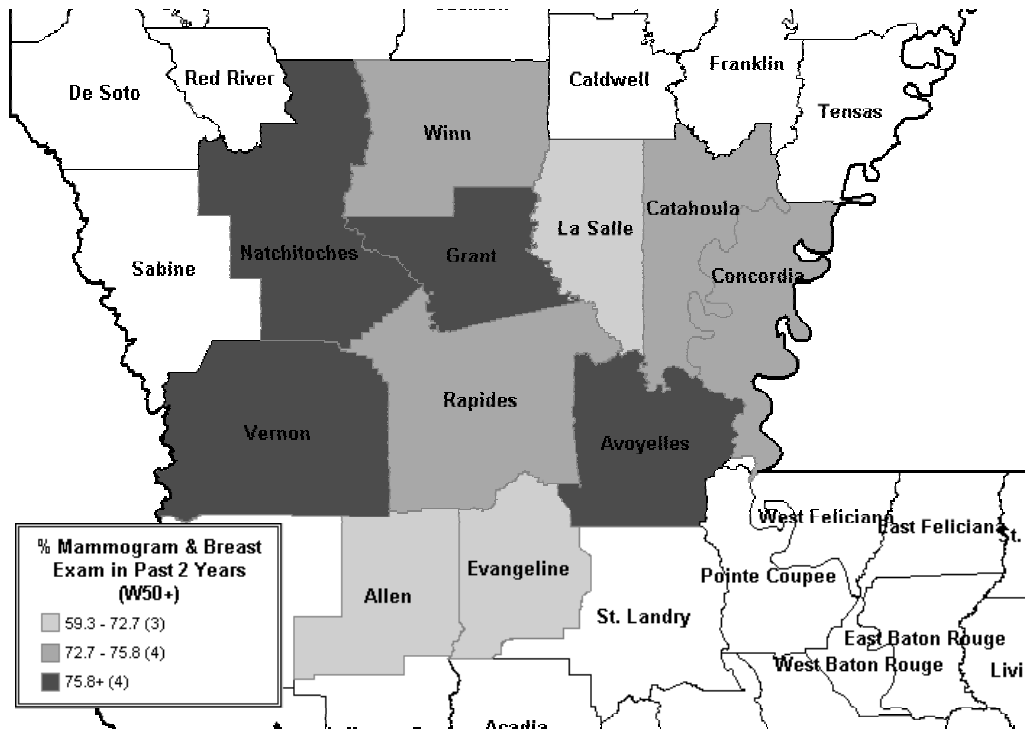 Caldwell
Franklin
De Soto
Red River
Tensas
Winn
Catahoula
La Salle
Natchitoches
Grant
Sabine
Concordia
Rapides
Vernon
Avoyelles
West Feliciana
East Feliciana
St.
% Mammogram & Breast
Exam in Past 2 Years
(W50+)
59.3 - 72.7 (3)
72.7 - 75.8 (4)
75.8+ (4)
Evangeline
Allen
Pointe Coupee
St. Landry
East Baton Rouge
West Baton Rouge
Livi
Acadia